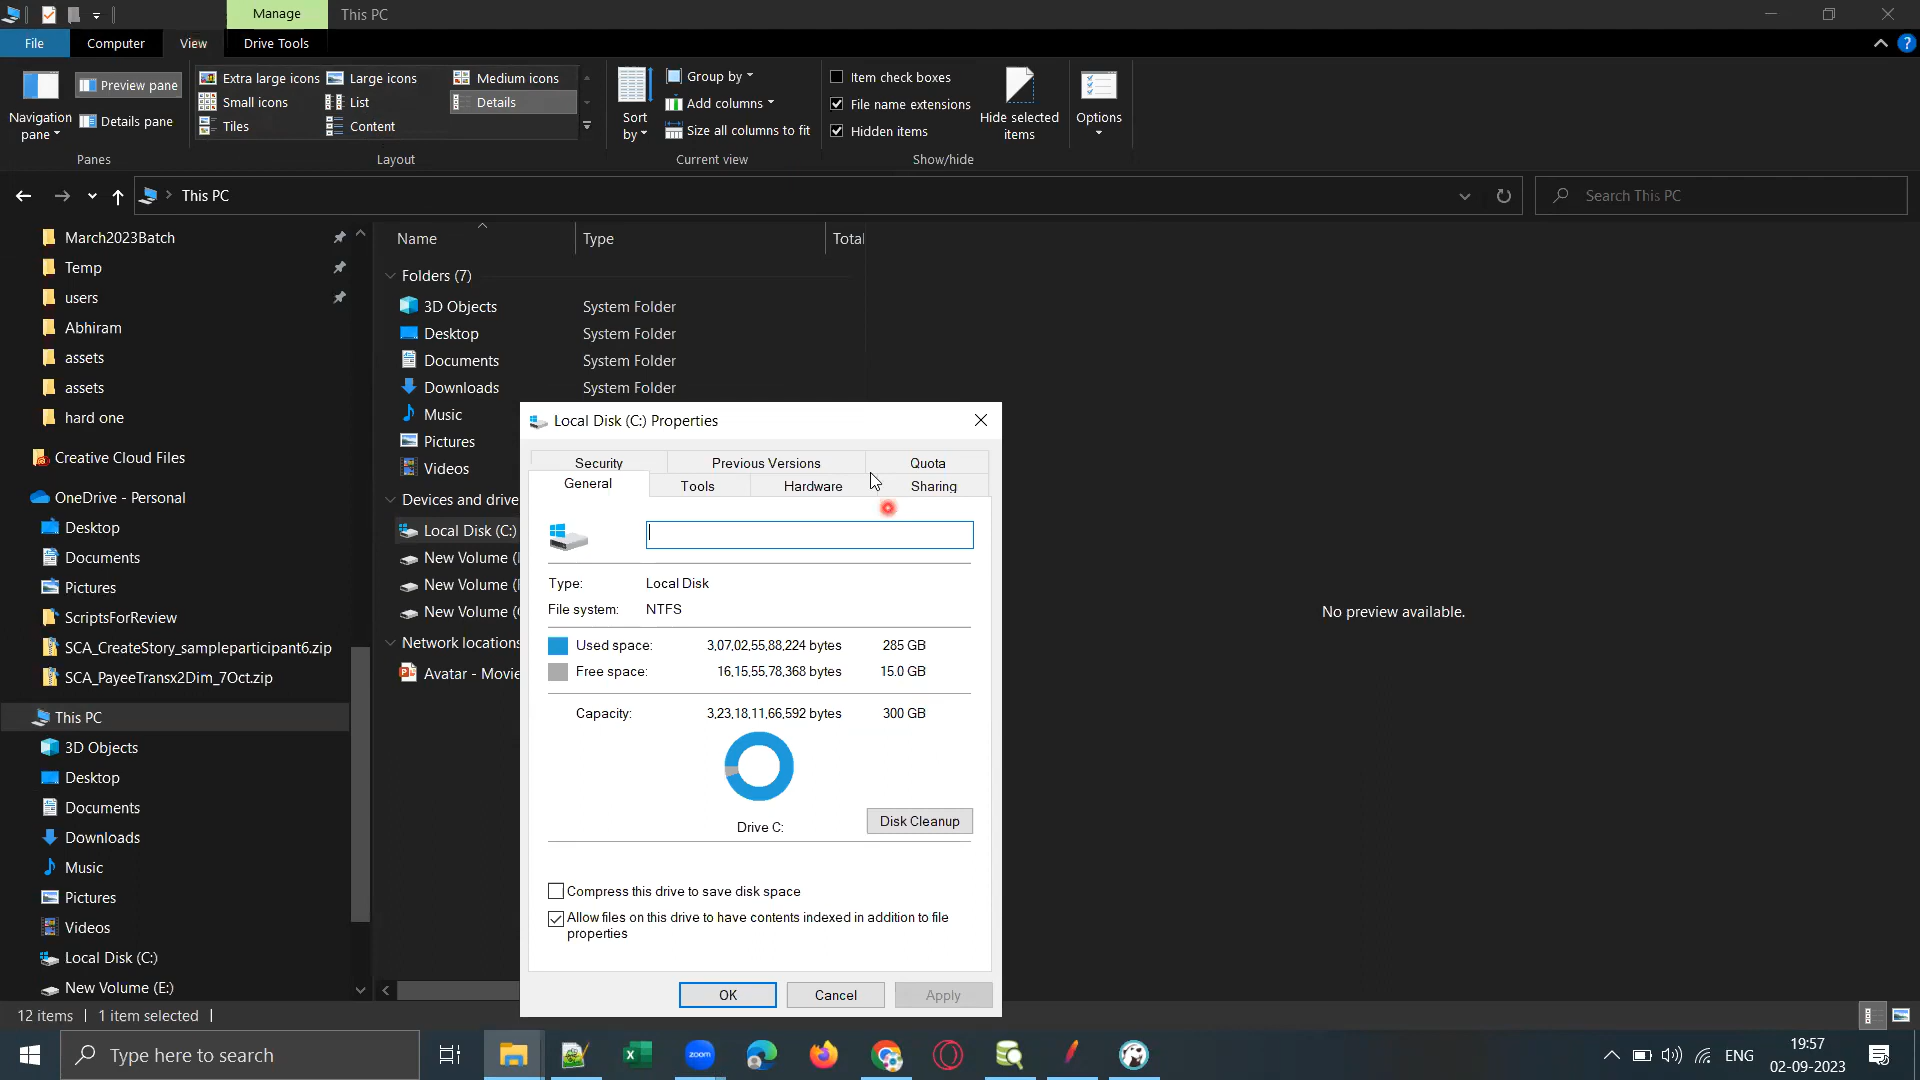 Manage
This PC
File
Computer
View
Drive Tools
Navigation pane
Preview pane
Details pane
Extra large icons
Large icons
Medium icons
Small icons
List
Details
Tiles
Content
Sort by
Group by
Add columns
Size all columns to fit
Item check boxes
File name extensions
Hidden items
Hide selected items
Options
Panes
Layout
Current view
Show/hide
This PC
Search This PC
March2023Batch
Temp
users
Abhiram
assets
assets
hard one
Creative Cloud Files
OneDrive - Personal
Desktop
Documents
Pictures
ScriptsForReview
SCA_CreateStory_sampleparticipant6.zip
SCA_PayeeTransx2Dim_7Oct.zip
This PC
3D Objects
Desktop
Documents
Downloads
Music
Pictures
Videos
Local Disk (C:)
New Volume (E:)
Name
Type
Total
Folders (7)
3D Objects
System Folder
Desktop
System Folder
Documents
System Folder
Downloads
System Folder
Music
Pictures
Videos
Devices and drive
Local Disk (C:)
New Volume (
New Volume (
New Volume (
Network locations
Avatar - Movie
No preview available.
Local Disk (C:) Properties
Security
Previous Versions
Quota
General
Tools
Hardware
Sharing
Type: Local Disk
File system: NTFS
Used space: 3,07,02,55,88,224 bytes 285 GB
Free space: 16,15,55,78,368 bytes 15.0 GB
Capacity: 3,23,18,11,66,592 bytes 300 GB
Drive C:
Disk Cleanup
Compress this drive to save disk space
Allow files on this drive to have contents indexed in addition to file
properties
OK
Cancel
Apply
12 items
1 item selected
Type here to search
zoom
ENG
19:57
02-09-2023